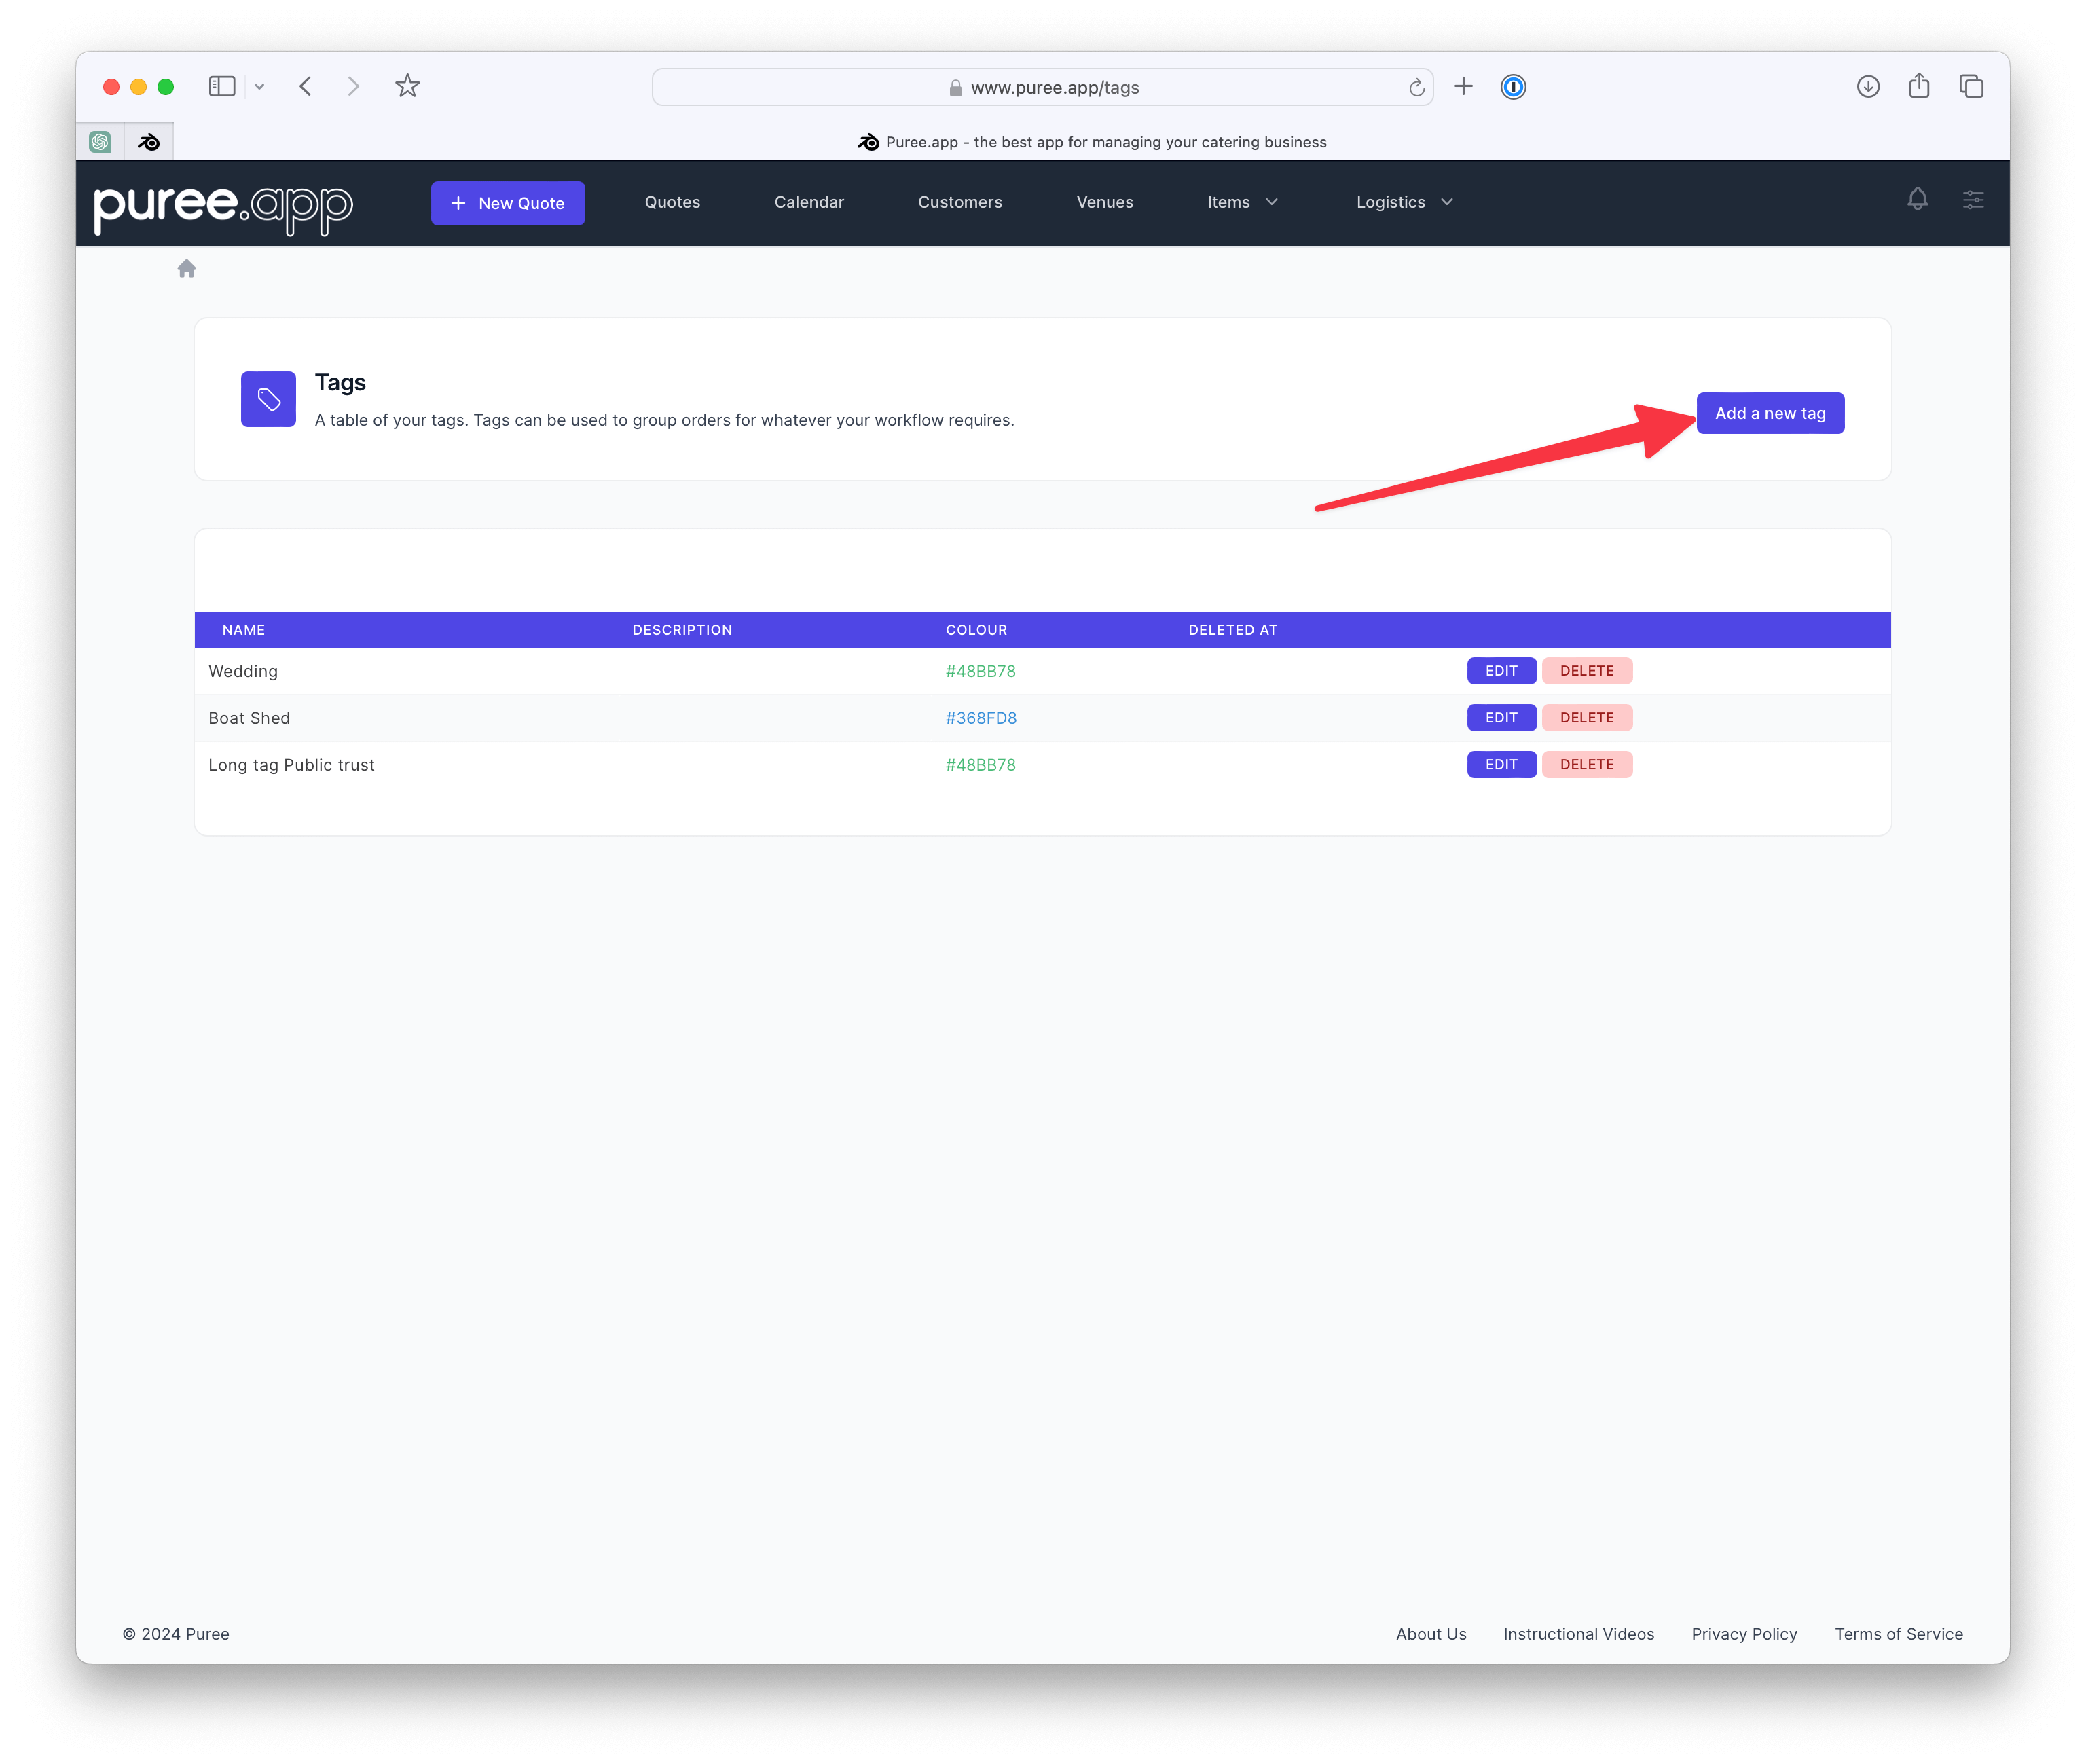 www.puree.app/tags
Puree.app - the best app for managing your catering business
puree.app
New Quote
Quotes
Calendar
Customers
Venues
Items
Logistics
Tags
A table of your tags. Tags can be used to group orders for whatever your workflow requires.
Add a new tag
NAME DESCRIPTION COLOUR DELETED AT
Wedding #48BB78 EDIT DELETE
Boat Shed #368FD8 EDIT DELETE
Long tag Public trust #48BB78 EDIT DELETE
© 2024 Puree
About Us
Instructional Videos
Privacy Policy
Terms of Service